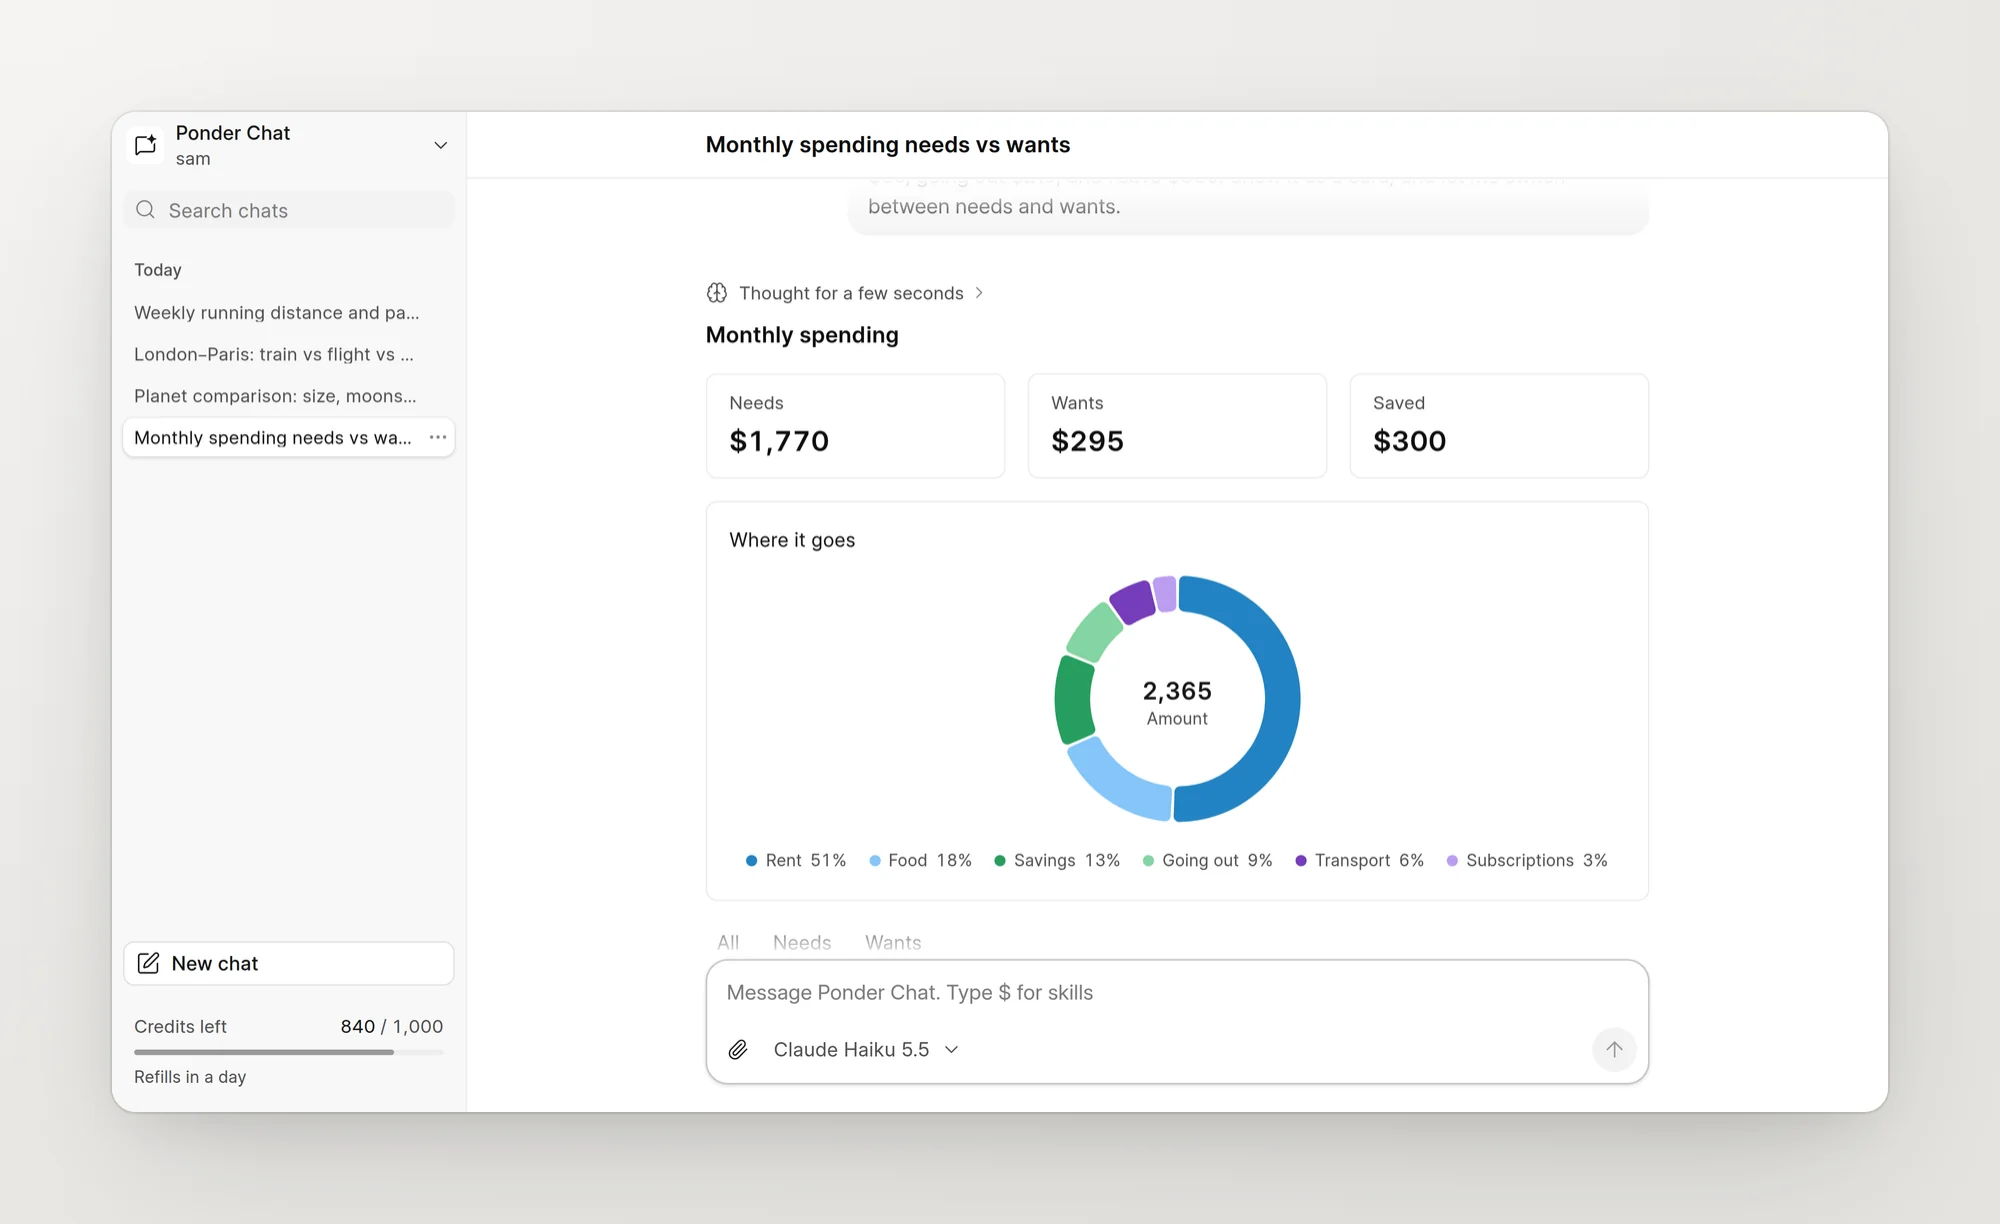 Ponder Chat
sam
Search chats
Today
Weekly running distance and pa...
London–Paris: train vs flight vs ...
Planet comparison: size, moons...
Monthly spending needs vs wa...
New chat
Credits left 840 / 1,000
Refills in a day
Monthly spending needs vs wants
between needs and wants.
Thought for a few seconds
Monthly spending
Needs
$1,770
Wants
$295
Saved
$300
Where it goes
2,365
Amount
Rent 51% Food 18% Savings 13% Going out 9% Transport 6% Subscriptions 3%
All Needs Wants
Message Ponder Chat. Type $ for skills
Claude Haiku 5.5